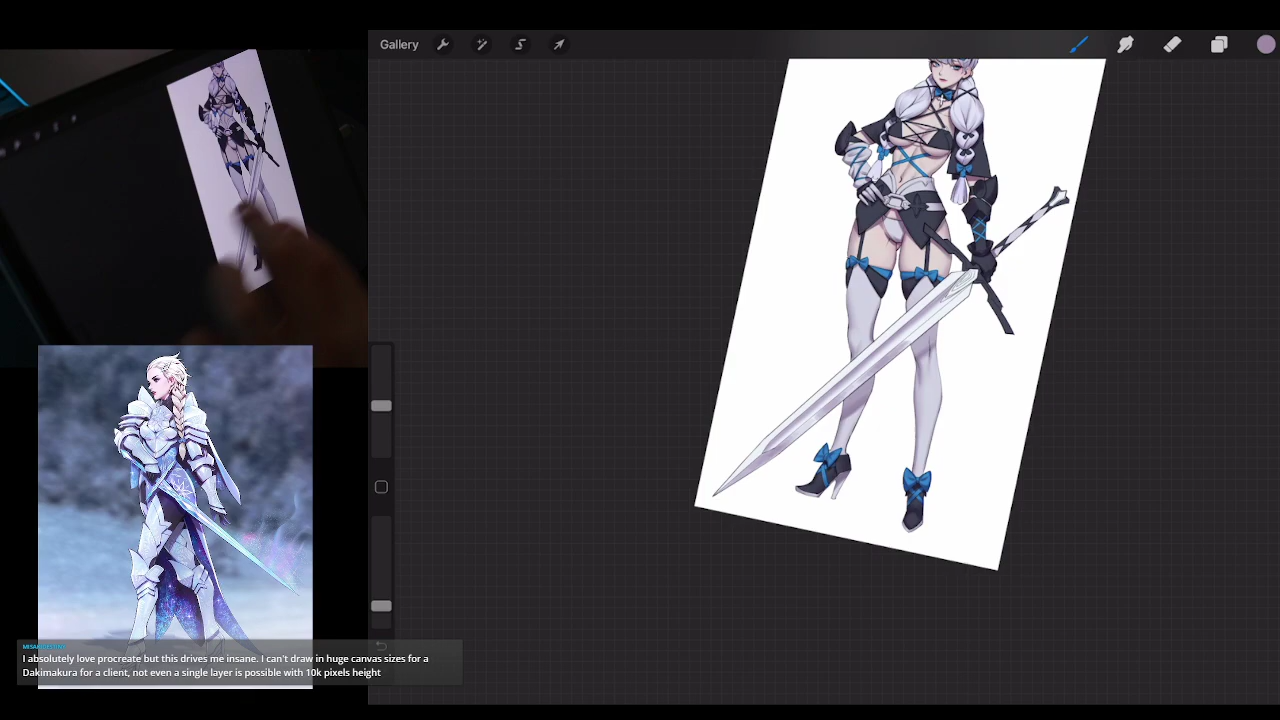 Gallery
I absolutely love procreate but this drives me insane. I can't draw in huge canvas sizes for a
Dakimakura for a client, not even a single layer is possible with 10k pixels height